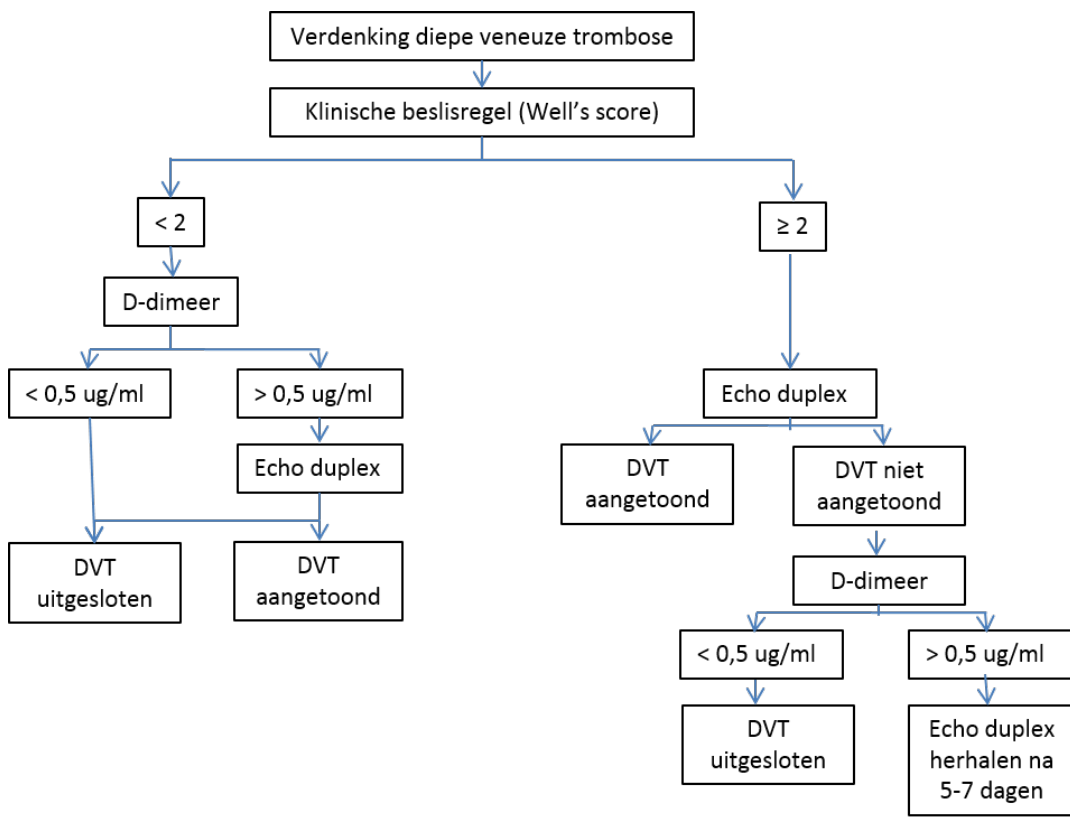 Verdenking diepe veneuze trombose
Klinische beslisregel (Well's score)
< 2
≥ 2
D-dimeer
< 0,5 ug/ml
> 0,5 ug/ml
Echo duplex
DVT
uitgesloten
DVT
aangetoond
Echo duplex
DVT
aangetoond
DVT niet
aangetoond
D-dimeer
< 0,5 ug/ml
> 0,5 ug/ml
DVT
uitgesloten
Echo duplex
herhalen na
5-7 dagen